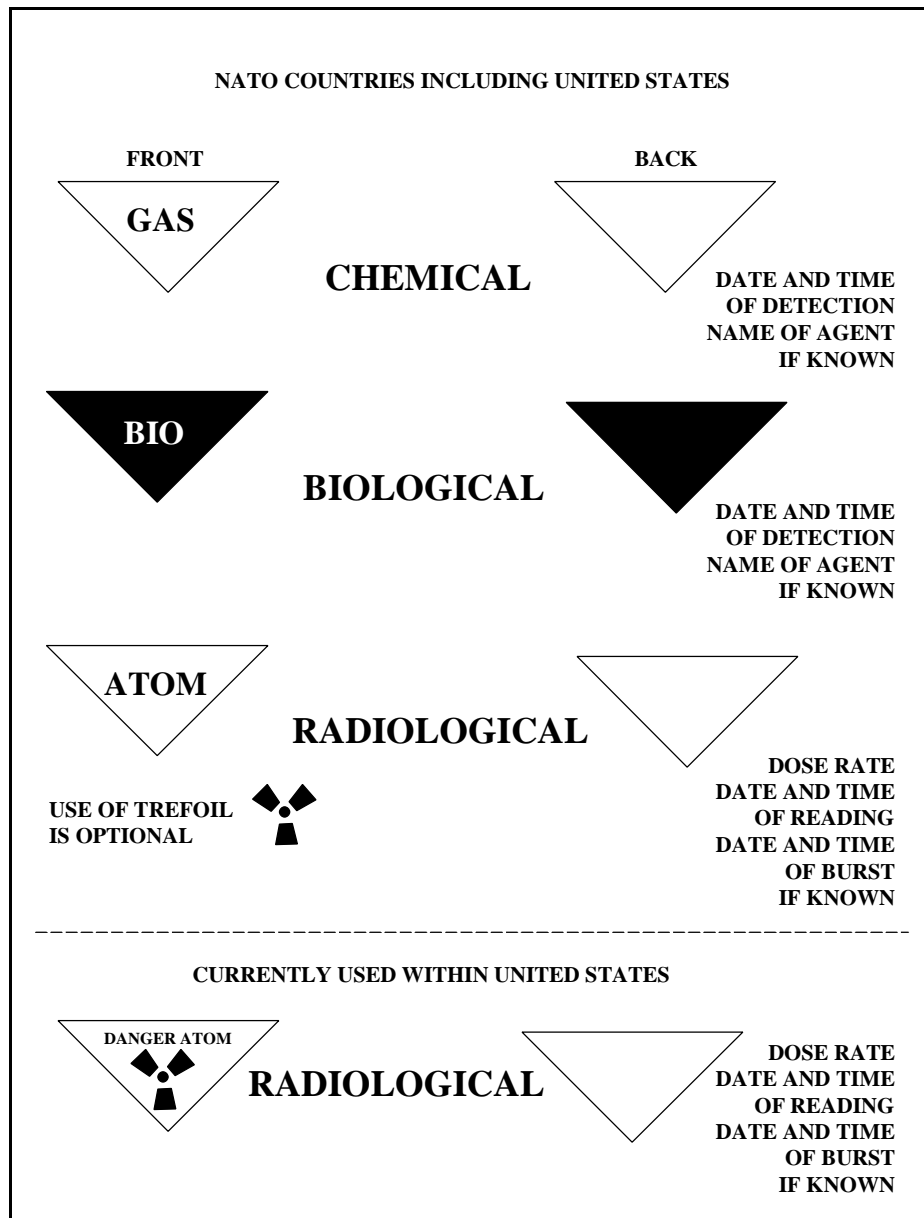 NATO COUNTRIES INCLUDING UNITED STATES
FRONT
BACK
GAS
CHEMICAL
DATE AND TIME
OF DETECTION
NAME OF AGENT
IF KNOWN
BIO
BIOLOGICAL
DATE AND TIME
OF DETECTION
NAME OF AGENT
IF KNOWN
ATOM
RADIOLOGICAL
USE OF TREFOIL
IS OPTIONAL
DOSE RATE
DATE AND TIME
OF READING
DATE AND TIME
OF BURST
IF KNOWN
CURRENTLY USED WITHIN UNITED STATES
DANGER ATOM
RADIOLOGICAL
DOSE RATE
DATE AND TIME
OF READING
DATE AND TIME
OF BURST
IF KNOWN